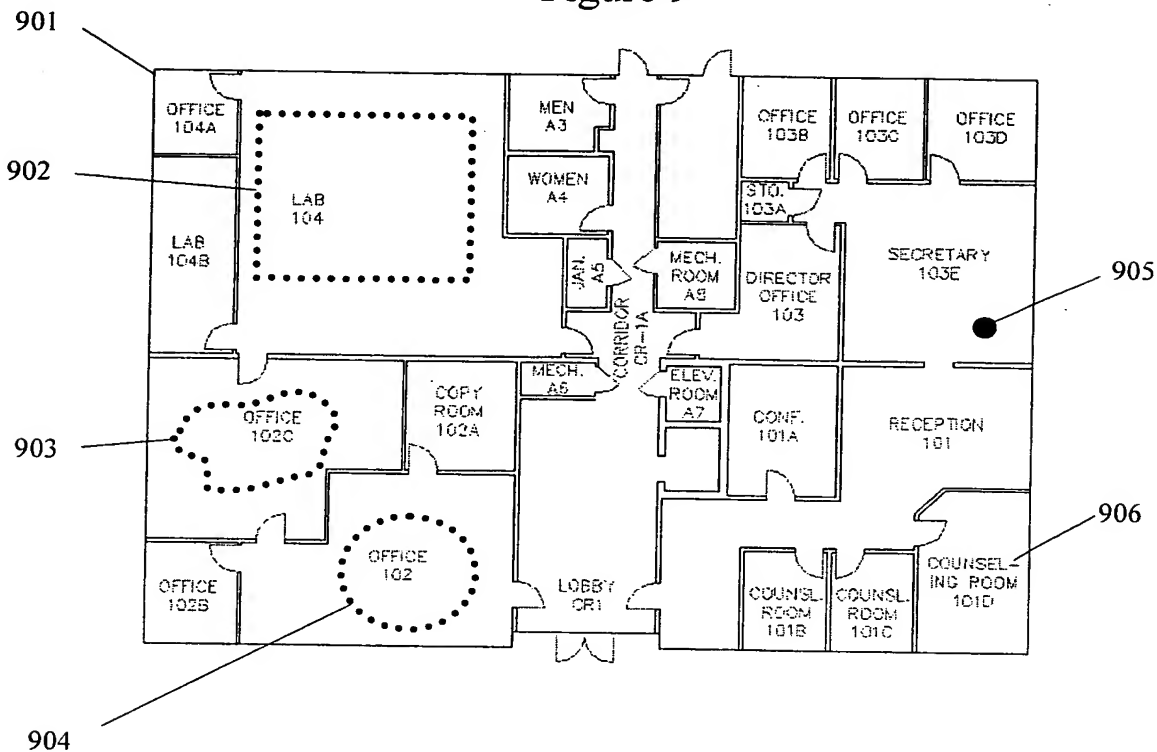 Figure 9
901
OFFICE
104A
902
LAB
104
LAB
104B
MEN
A3
WOMEN
A4
JAN.
A5
MECH.
ROOM
A8
CORRIDOR
CR-1A
OFFICE
103B
OFFICE
103C
OFFICE
103D
STO.
103A
DIRECTOR
OFFICE
103
SECRETARY
103E
905
903
OFFICE
102C
COPY
ROOM
102A
MECH.
A6
ELEV.
ROOM
A7
CONF.
101A
RECEPTION
101
906
OFFICE
102B
OFFICE
102
LOBBY
CR1
COUNSL.
ROOM
101B
COUNSL.
ROOM
101C
COUNSEL-
ING ROOM
101D
904